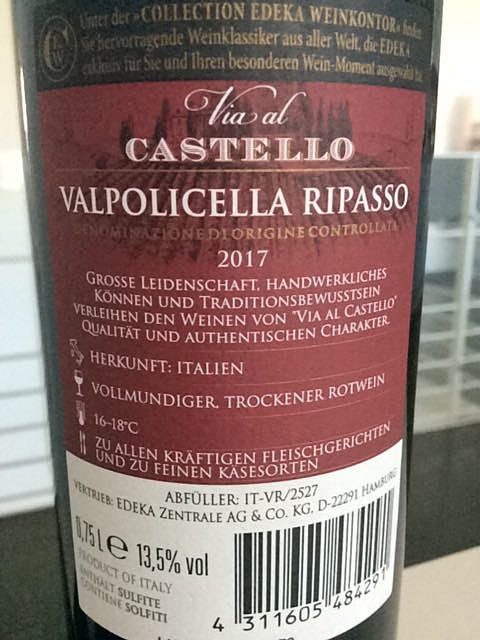 Unter der »COLLECTION EDEKA WEINKONTOR« finden
Sie hervorragende Weinklassiker aus aller Welt, die EDEKA
exklusiv für Sie und Ihren besonderen Wein-Moment ausgewählt hat.
Via al
CASTELLO
VALPOLICELLA RIPASSO
DENOMINAZIONE DI ORIGINE CONTROLLATA
2017
GROSSE LEIDENSCHAFT, HANDWERKLICHES
KÖNNEN UND TRADITIONSBEWUSSTSEIN
VERLEIHEN DEN WEINEN VON "VIA AL CASTELLO"
QUALITÄT UND AUTHENTISCHEN CHARAKTER.
HERKUNFT: ITALIEN
VOLLMUNDIGER, TROCKENER ROTWEIN
16-18°C
ZU ALLEN KRÄFTIGEN FLEISCHGERICHTEN
UND ZU FEINEN KÄSESORTEN
ABFÜLLER: IT-VR/2527
VERTRIEB: EDEKA ZENTRALE AG & CO. KG, D-22291 HAMBURG
0,75 l e 13,5% vol
PRODUCT OF ITALY
ENTHÄLT SULFITE
CONTIENE SOLFITI
4 311605 484291